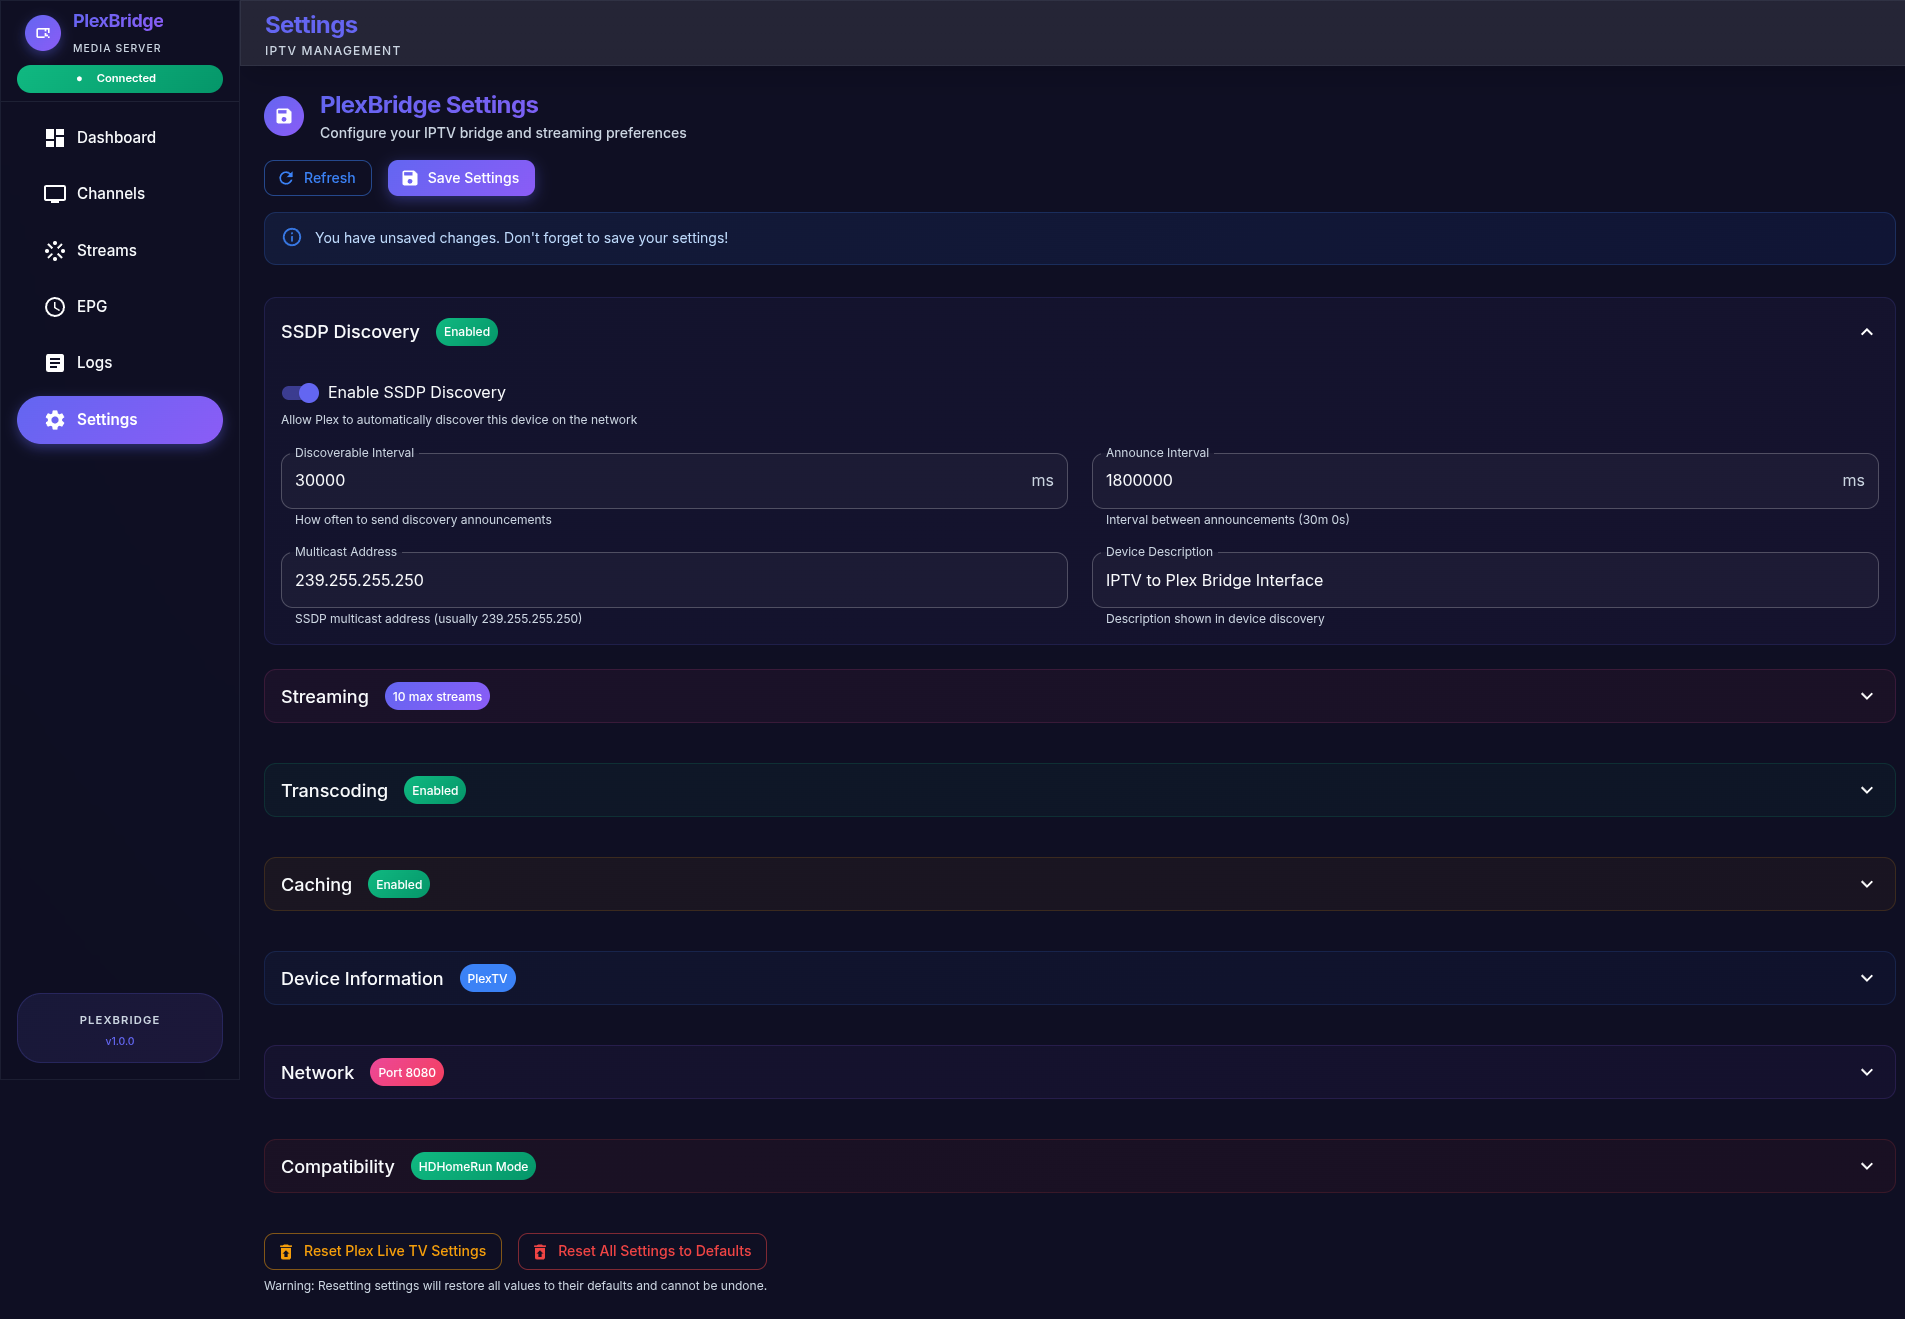 PlexBridge
MEDIA SERVER
Connected
Dashboard
Channels
Streams
EPG
Logs
Settings
PLEXBRIDGE
v1.0.0
Settings
IPTV MANAGEMENT
PlexBridge Settings
Configure your IPTV bridge and streaming preferences
Refresh
Save Settings
You have unsaved changes. Don't forget to save your settings!
SSDP Discovery
Enabled
Enable SSDP Discovery
Allow Plex to automatically discover this device on the network
Discoverable Interval
30000 ms
How often to send discovery announcements
Announce Interval
1800000 ms
Interval between announcements (30m 0s)
Multicast Address
239.255.255.250
SSDP multicast address (usually 239.255.255.250)
Device Description
IPTV to Plex Bridge Interface
Description shown in device discovery
Streaming
10 max streams
Transcoding
Enabled
Caching
Enabled
Device Information
PlexTV
Network
Port 8080
Compatibility
HDHomeRun Mode
Reset Plex Live TV Settings
Reset All Settings to Defaults
Warning: Resetting settings will restore all values to their defaults and cannot be undone.